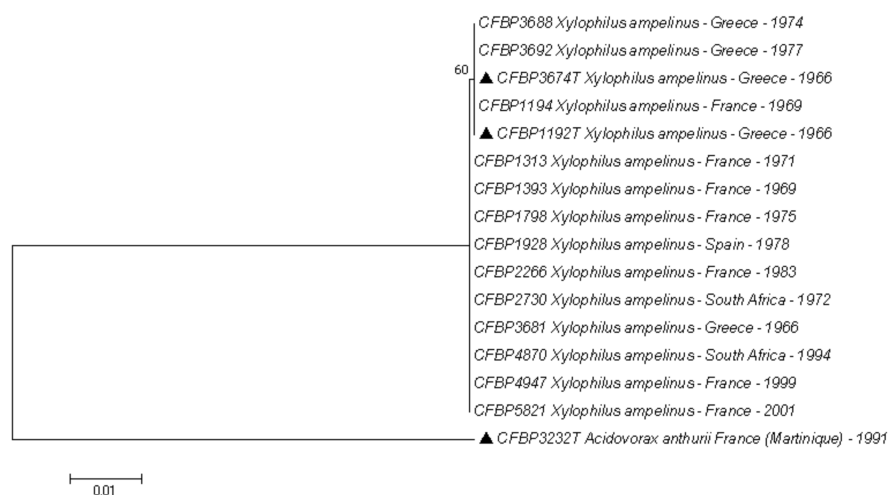 CFBP3688 Xylophilus ampelinus - Greece - 1974
CFBP3692 Xylophilus ampelinus - Greece - 1977
60
▲ CFBP3674T Xylophilus ampelinus - Greece - 1966
CFBP1194 Xylophilus ampelinus - France - 1969
▲ CFBP1192T Xylophilus ampelinus - Greece - 1966
CFBP1313 Xylophilus ampelinus - France - 1971
CFBP1393 Xylophilus ampelinus - France - 1969
CFBP1798 Xylophilus ampelinus - France - 1975
CFBP1928 Xylophilus ampelinus - Spain - 1978
CFBP2266 Xylophilus ampelinus - France - 1983
CFBP2730 Xylophilus ampelinus - South Africa - 1972
CFBP3681 Xylophilus ampelinus - Greece - 1966
CFBP4870 Xylophilus ampelinus - South Africa - 1994
CFBP4947 Xylophilus ampelinus - France - 1999
CFBP5821 Xylophilus ampelinus - France - 2001
▲ CFBP3232T Acidovorax anthurii France (Martinique) - 1991
0.01